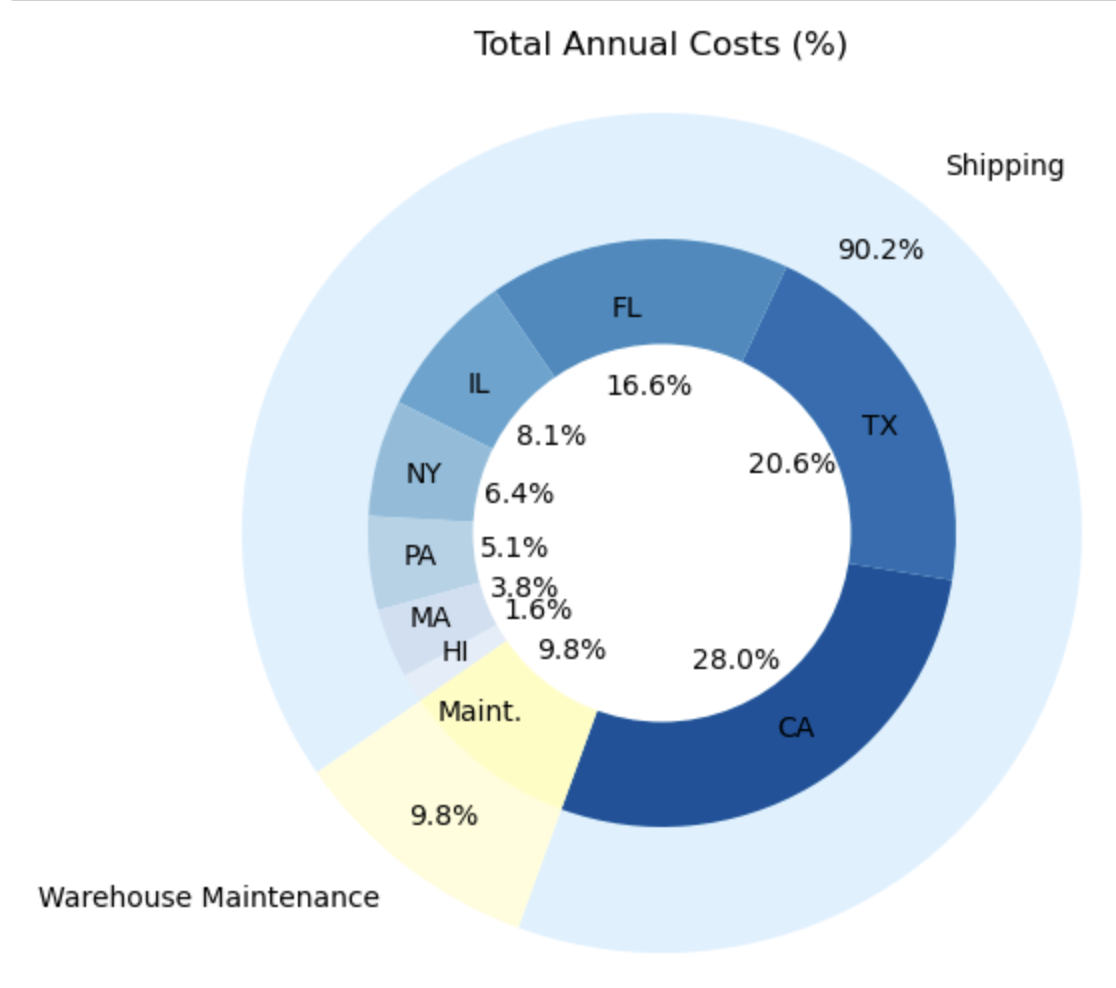 Total Annual Costs (%)
Shipping
90.2%
FL
16.6%
IL
8.1%
TX
20.6%
NY
6.4%
PA
5.1%
3.8%
MA
1.6%
HI
9.8%
28.0%
Maint.
CA
9.8%
Warehouse Maintenance